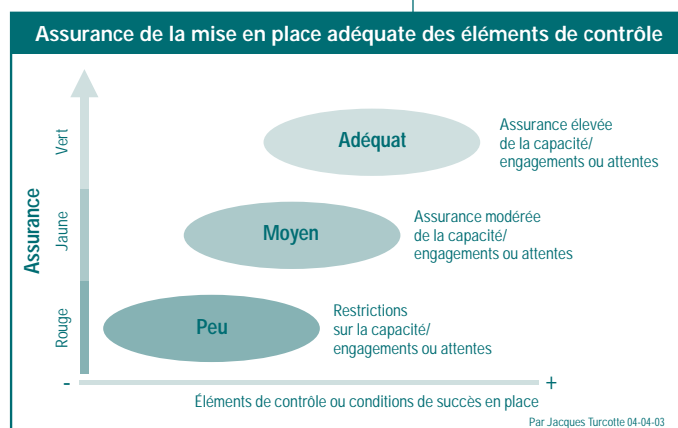 Assurance de la mise en place adéquate des éléments de contrôle
Assurance
Vert
Jaune
Rouge
Adéquat
Assurance élevée
de la capacité/
engagements ou attentes
Moyen
Assurance modérée
de la capacité/
engagements ou attentes
Peu
Restrictions
sur la capacité/
engagements ou attentes
-
+
Éléments de contrôle ou conditions de succès en place
Par Jacques Turcotte 04-04-03